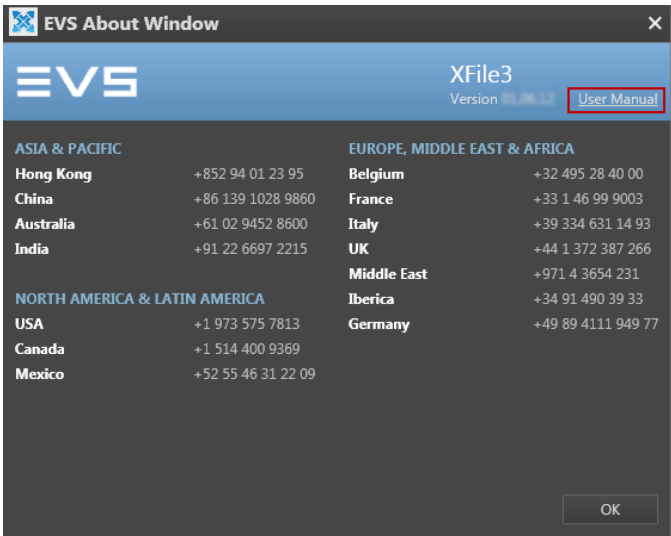 EVS About Window
EVS
XFile3
Version
User Manual
ASIA & PACIFIC
Hong Kong +852 94 01 23 95
China +86 139 1028 9860
Australia +61 02 9452 8600
India +91 22 6697 2215
NORTH AMERICA & LATIN AMERICA
USA +1 973 575 7813
Canada +1 514 400 9369
Mexico +52 55 46 31 22 09
EUROPE, MIDDLE EAST & AFRICA
Belgium +32 495 28 40 00
France +33 1 46 99 9003
Italy +39 334 631 14 93
UK +44 1 372 387 266
Middle East +971 4 3654 231
Iberica +34 91 490 39 33
Germany +49 89 4111 949 77
OK